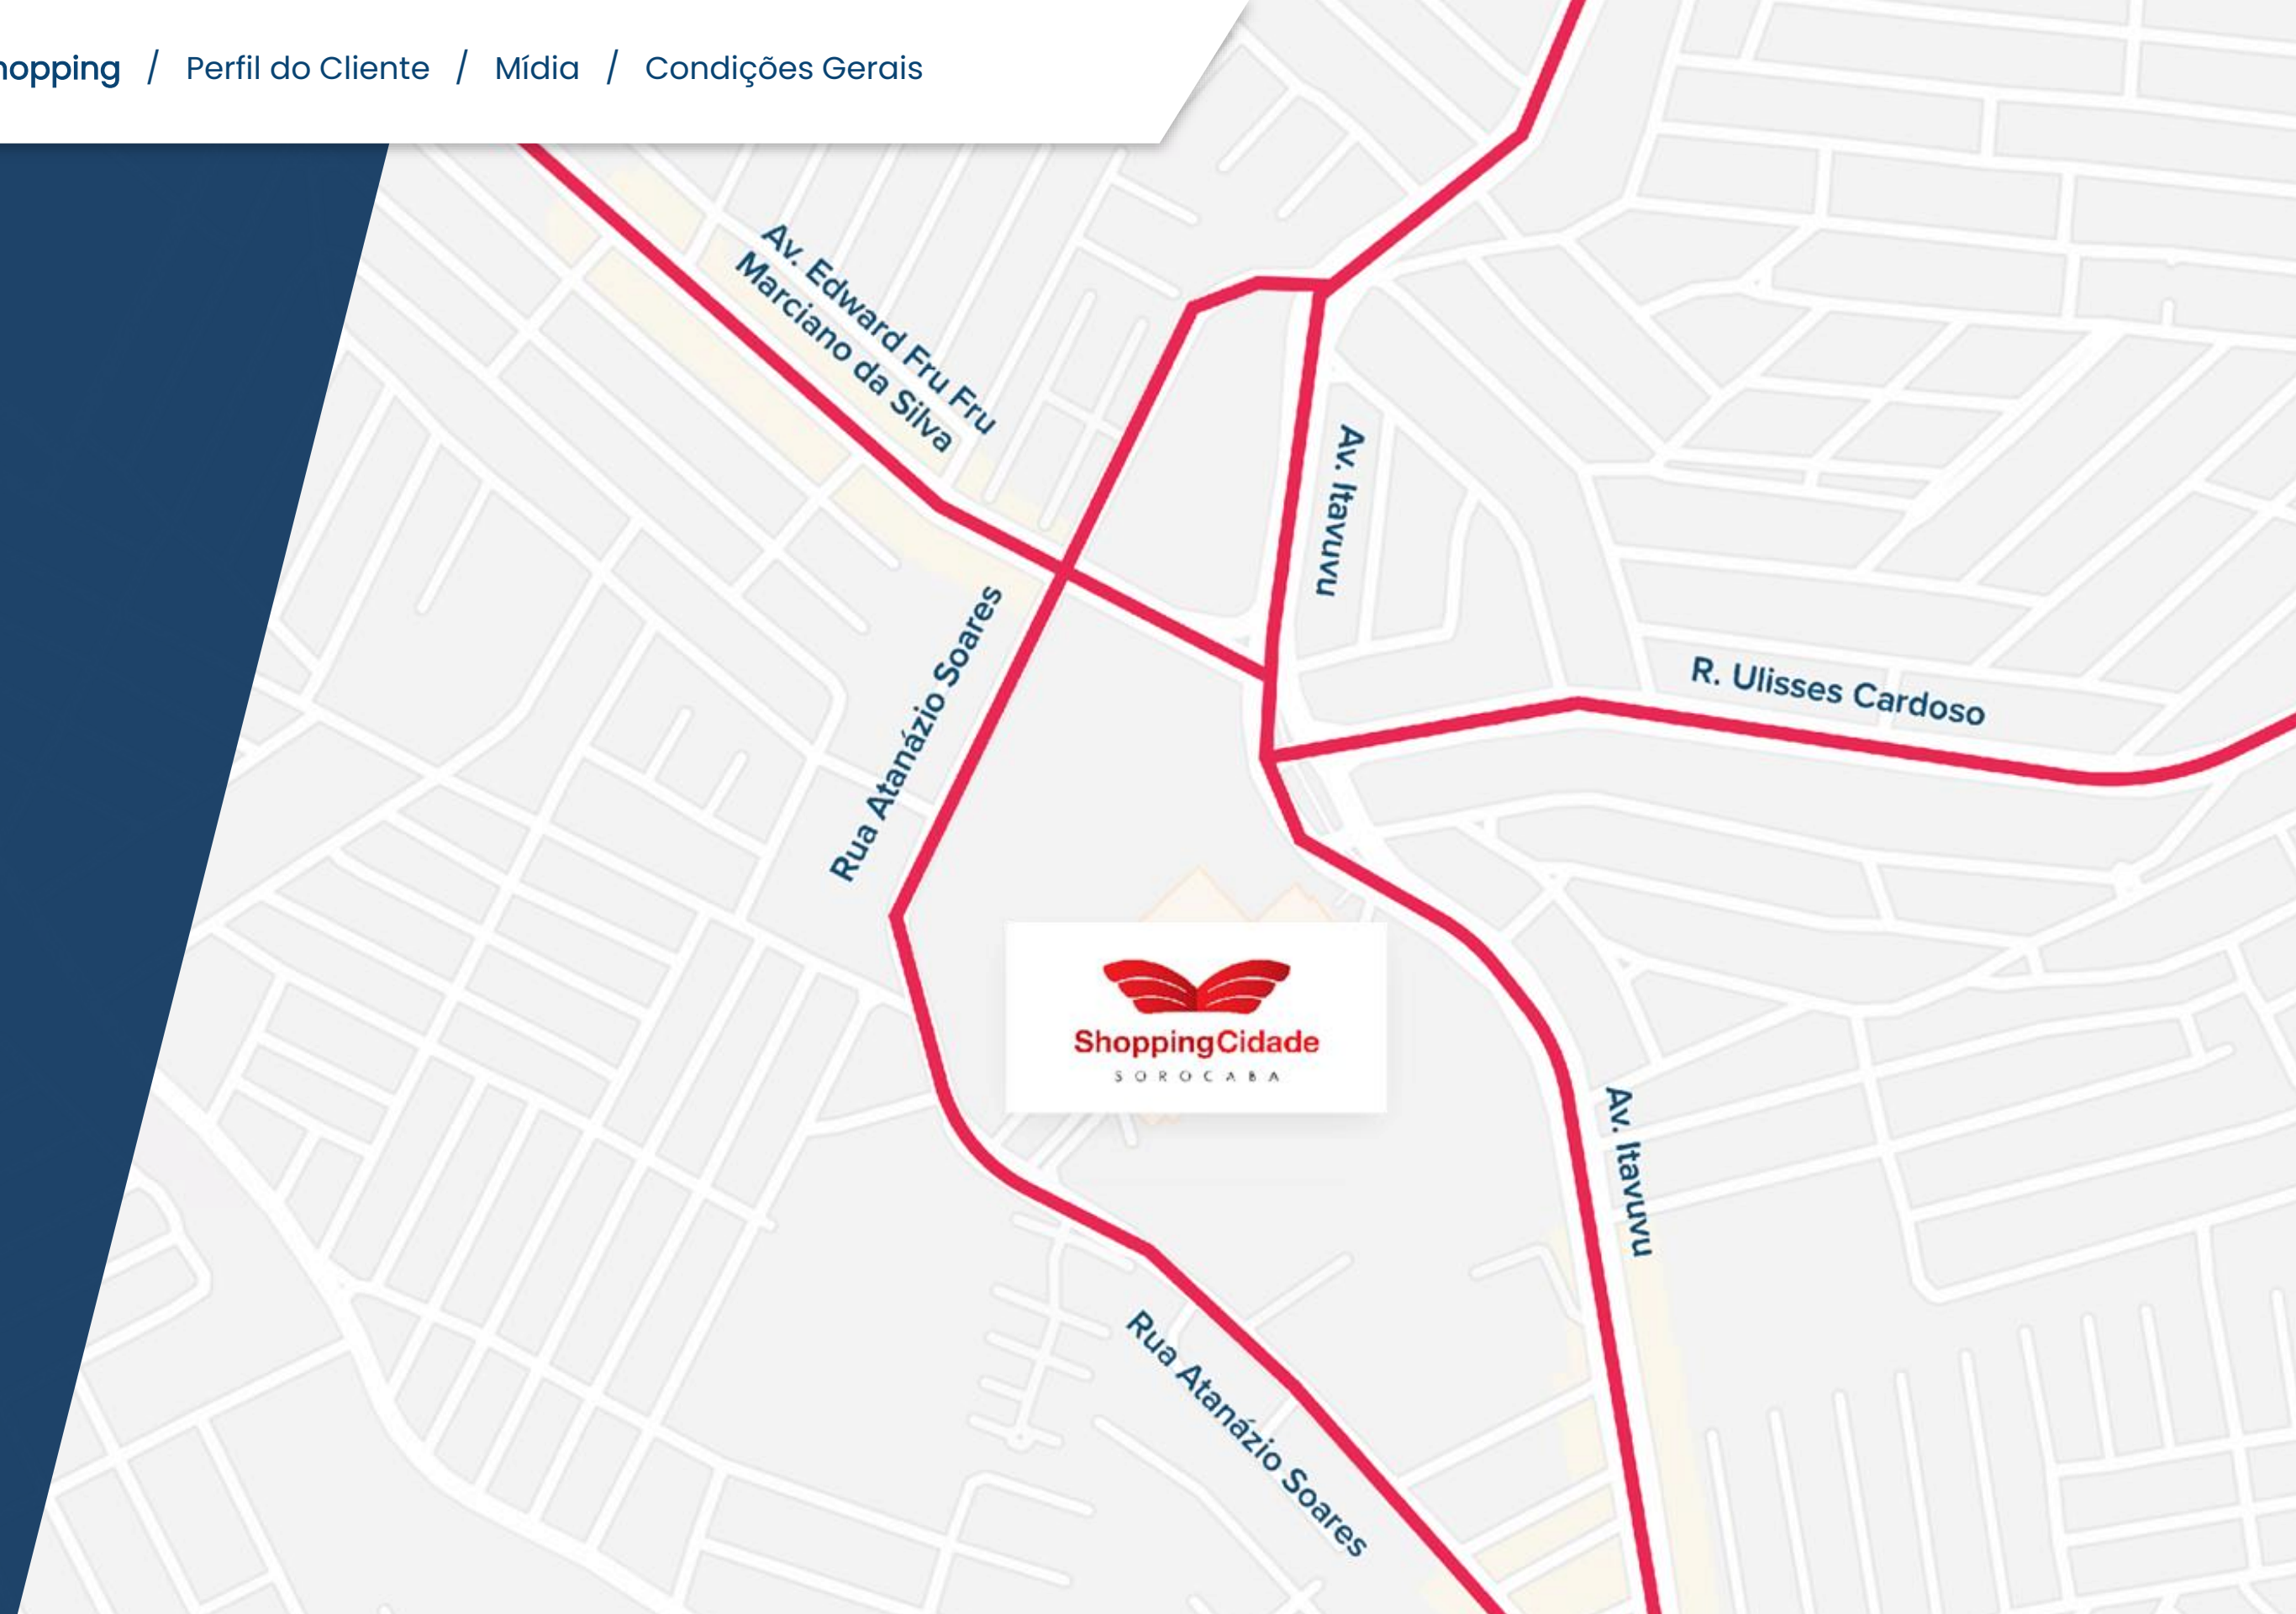 hopping / Perfil do Cliente / Mídia / Condições Gerais
Av. Edward Fru Fru
Marciano da Silva
Av. Itavuvu
Rua Atanázio Soares
R. Ulisses Cardoso
ShoppingCidade
SOROCABA
Av. Itavuvu
Rua Atanázio Soares